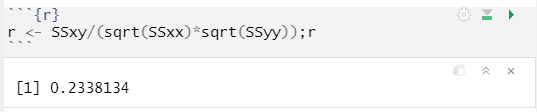 ```{r}
r <- SSxy/(sqrt(SSxx)*sqrt(SSyy));r
```
[1] 0.2338134